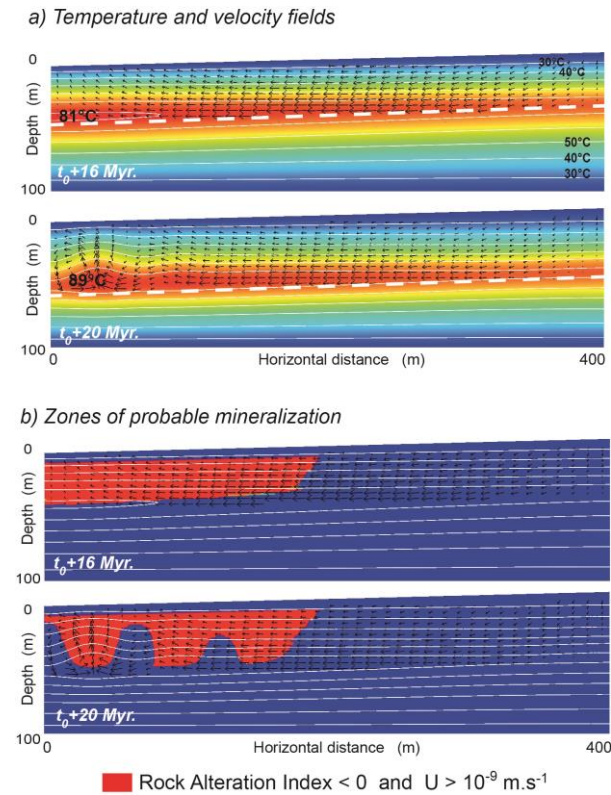 a) Temperature and velocity fields
0
30°C
40°C
Depth (m)
81°C
50°C
40°C
t₀+16 Myr.
30°C
100
0
Depth (m)
89°C
t₀+20 Myr.
100
0
Horizontal distance (m)
400
b) Zones of probable mineralization
0
Depth (m)
t₀+16 Myr.
100
0
Depth (m)
t₀+20 Myr.
100
0
Horizontal distance (m)
400
Rock Alteration Index < 0 and U > 10⁻⁹ m.s⁻¹